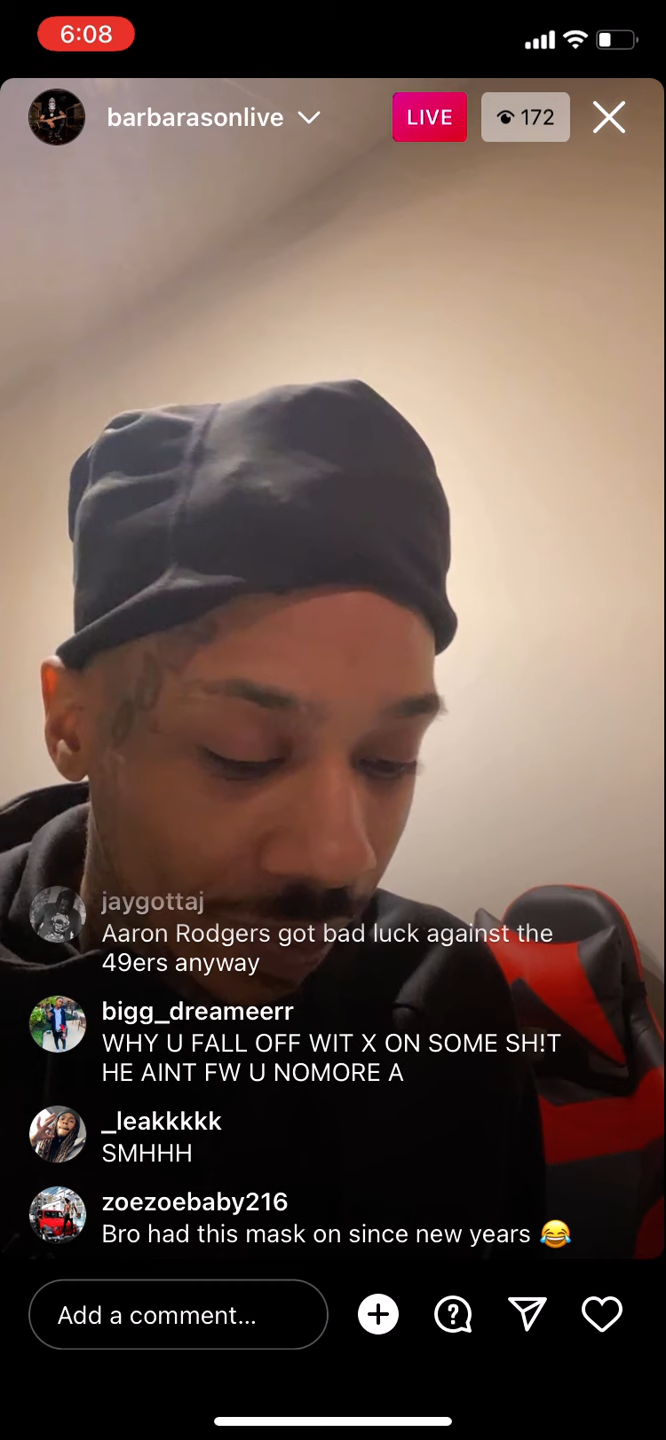 6:08
barbarasonlive
LIVE
172
jaygottaj
Aaron Rodgers got bad luck against the
49ers anyway
bigg_dreameerr
WHY U FALL OFF WIT X ON SOME SH!T
HE AINT FW U NOMORE A
_leakkkkk
SMHHH
zoezoebaby216
Bro had this mask on since new years 😂
Add a comment...